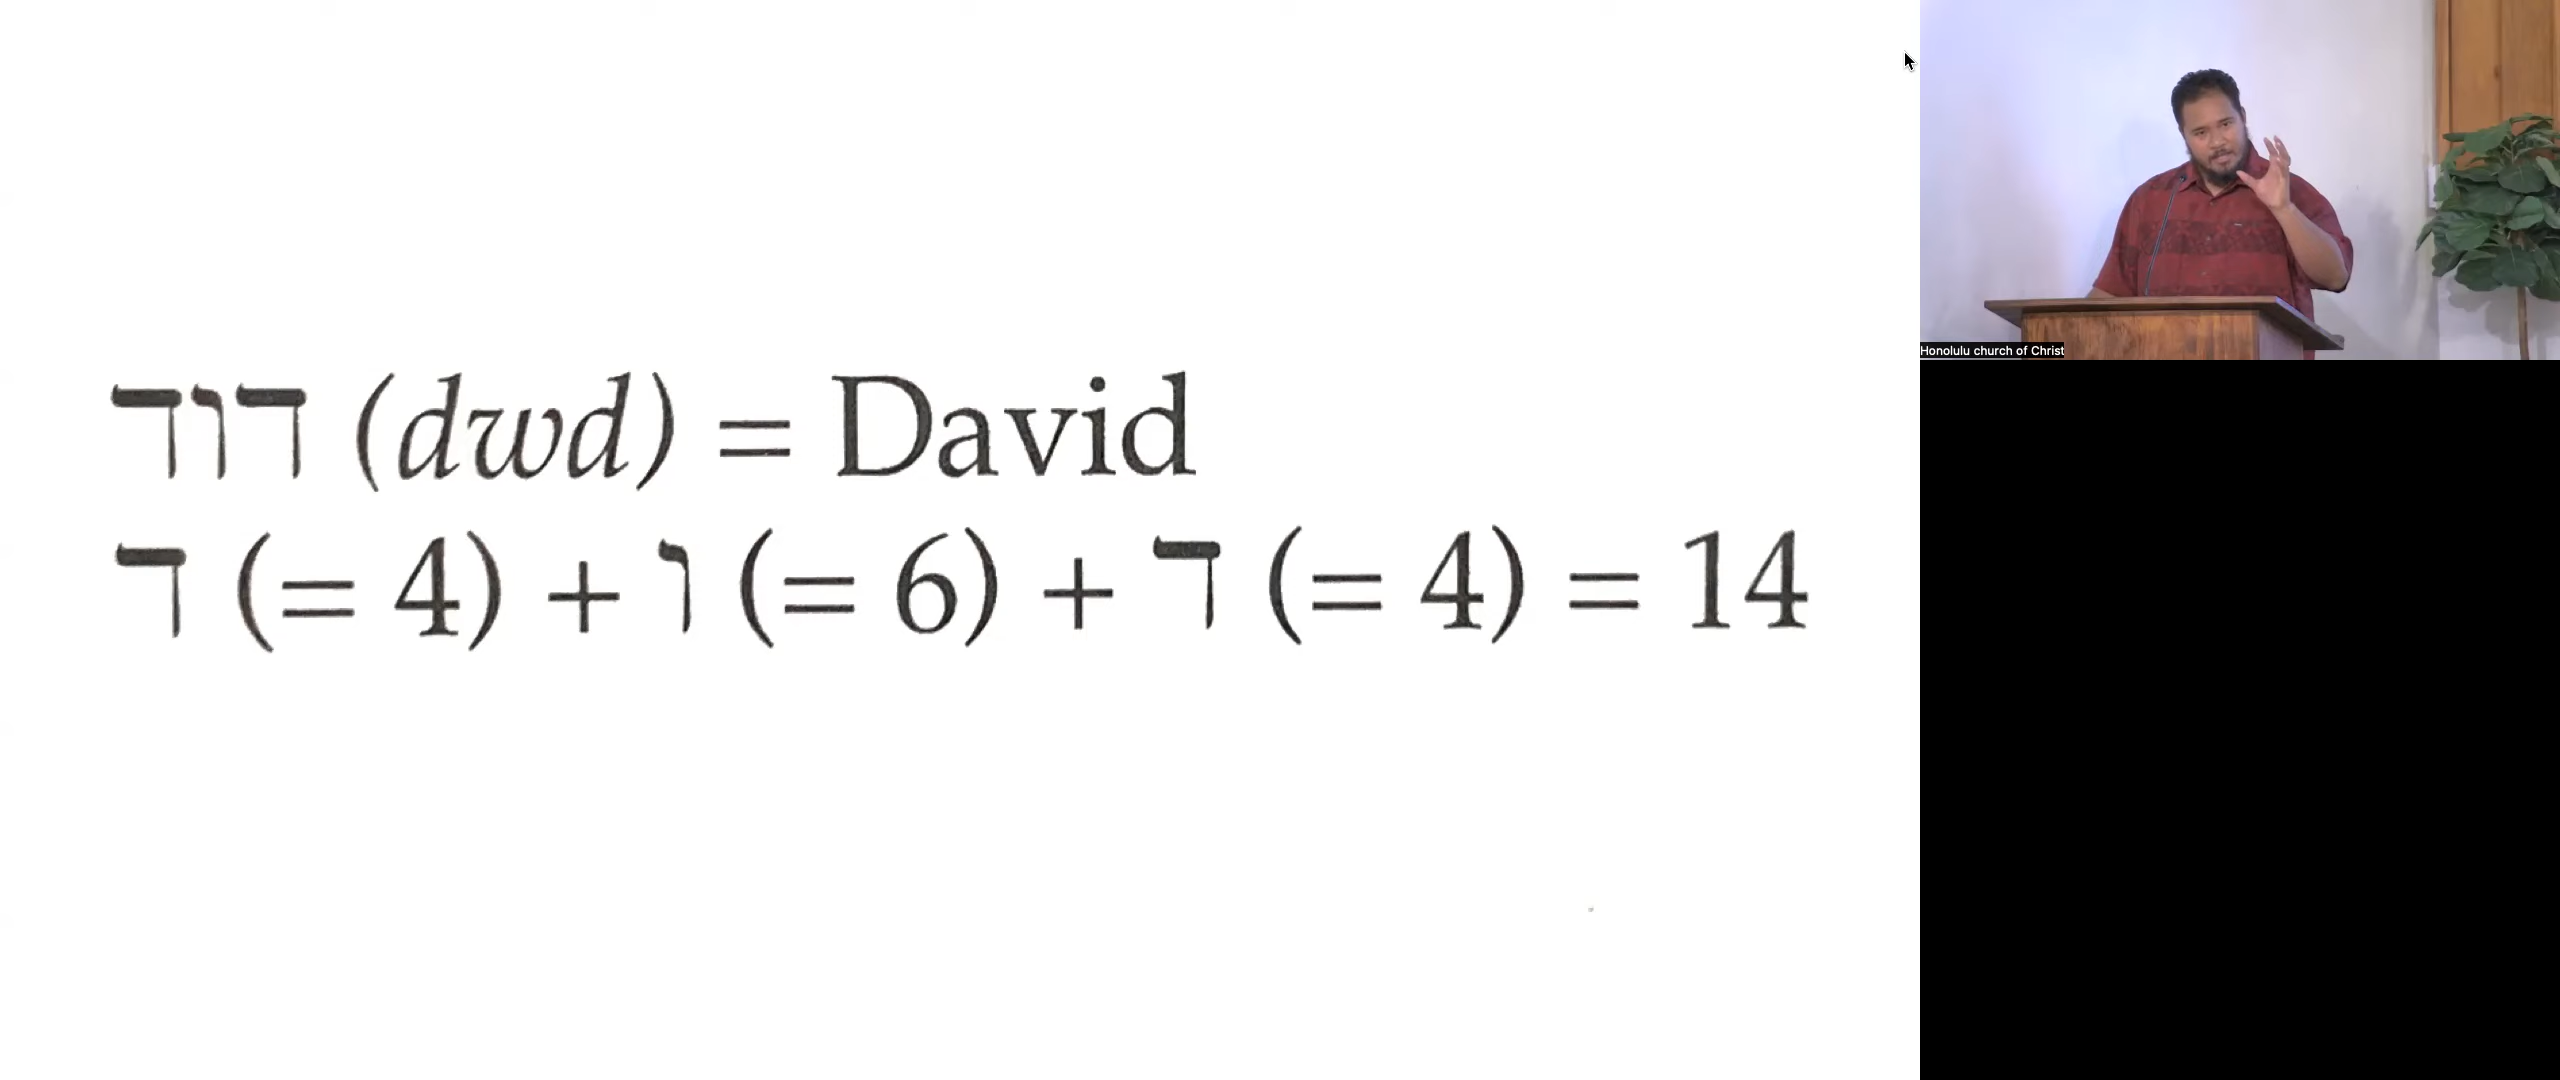 דוד (dwd) = David
ד (= 4) + ו (= 6) + ד (= 4) = 14
Honolulu church of Christ